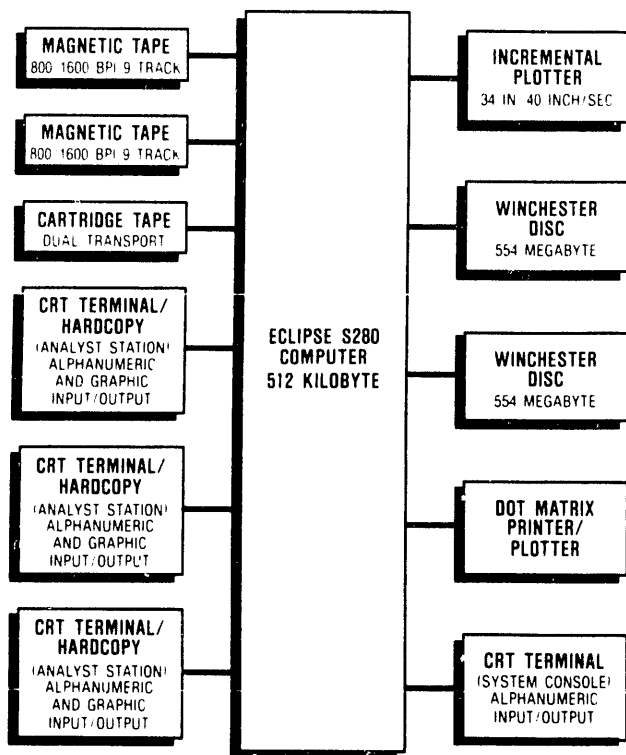 MAGNETIC TAPE
800 1600 BPI 9 TRACK
MAGNETIC TAPE
800 1600 BPI 9 TRACK
CARTRIDGE TAPE
DUAL TRANSPORT
CRT TERMINAL/
HARDCOPY
(ANALYST STATION)
ALPHANUMERIC
AND GRAPHIC
INPUT/OUTPUT
CRT TERMINAL/
HARDCOPY
(ANALYST STATION)
ALPHANUMERIC
AND GRAPHIC
INPUT/OUTPUT
CRT TERMINAL/
HARDCOPY
(ANALYST STATION)
ALPHANUMERIC
AND GRAPHIC
INPUT/OUTPUT
ECLIPSE S280
COMPUTER
512 KILOBYTE
INCREMENTAL
PLOTTER
34 IN 40 INCH/SEC
WINCHESTER
DISC
554 MEGABYTE
WINCHESTER
DISC
554 MEGABYTE
DOT MATRIX
PRINTER/
PLOTTER
CRT TERMINAL
(SYSTEM CONSOLE)
ALPHANUMERIC
INPUT/OUTPUT